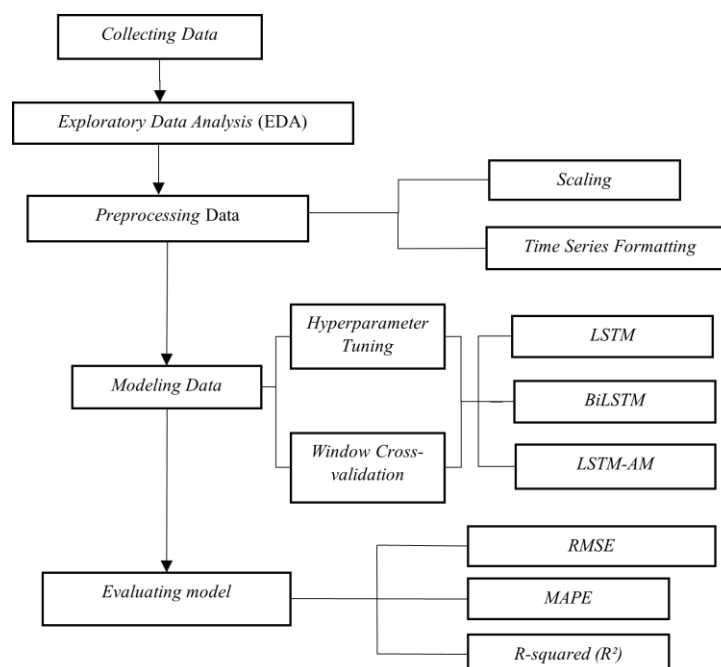 Collecting Data
Exploratory Data Analysis (EDA)
Preprocessing Data
Scaling
Time Series Formatting
Modeling Data
Hyperparameter
Tuning
Window Cross-
validation
LSTM
BiLSTM
LSTM-AM
Evaluating model
RMSE
MAPE
R-squared (R²)